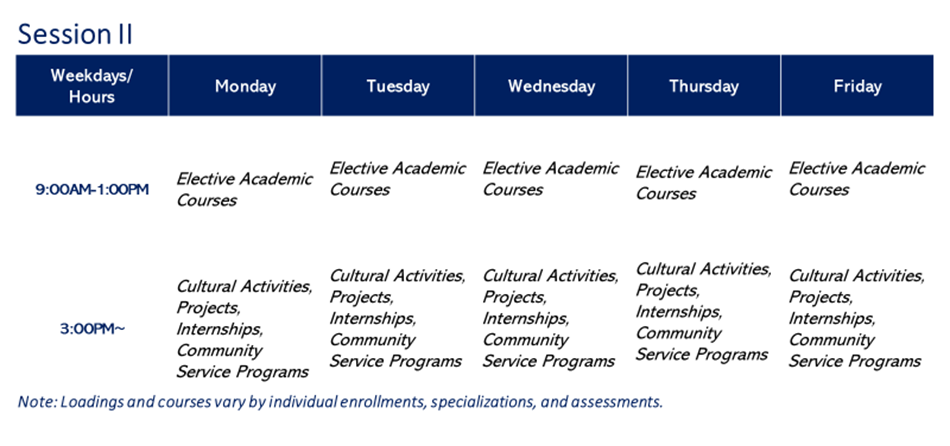 Session II
Weekdays/
Hours
Monday
Tuesday
Wednesday
Thursday
Friday
9:00AM-1:00PM
Elective Academic
Courses
Elective Academic
Courses
Elective Academic
Courses
Elective Academic
Courses
Elective Academic
Courses
3:00PM~
Cultural Activities,
Projects,
Internships,
Community
Service Programs
Cultural Activities,
Projects,
Internships,
Community
Service Programs
Cultural Activities,
Projects,
Internships,
Community
Service Programs
Cultural Activities,
Projects,
Internships,
Community
Service Programs
Cultural Activities,
Projects,
Internships,
Community
Service Programs
Note: Loadings and courses vary by individual enrollments, specializations, and assessments.